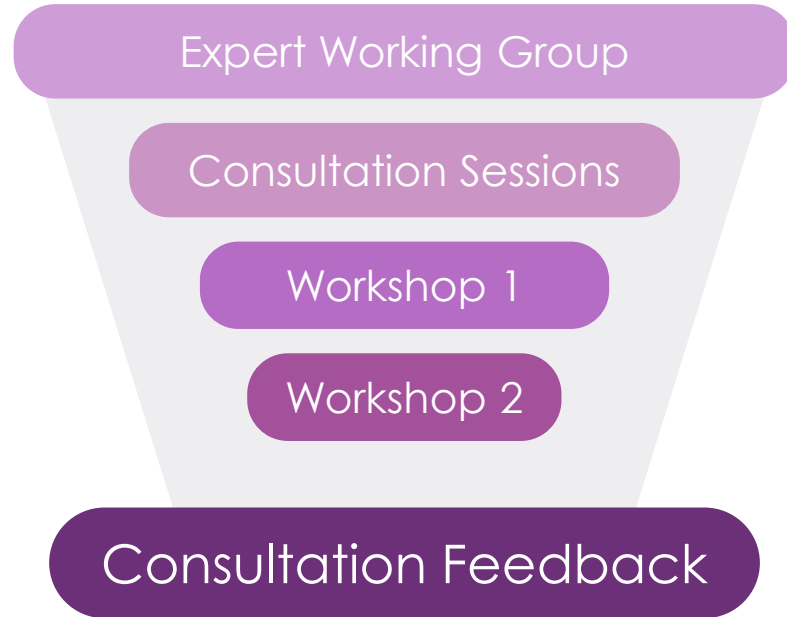 Expert Working Group
Consultation Sessions
Workshop 1
Workshop 2
Consultation Feedback